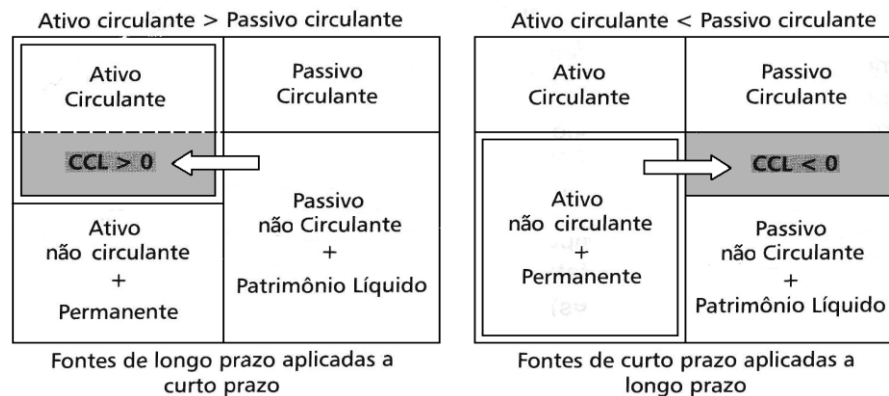 Ativo circulante > Passivo circulante
Ativo
Circulante
Passivo
Circulante
CCL > 0
Ativo
não circulante
+
Permanente
Passivo
não Circulante
+
Patrimônio Líquido
Fontes de longo prazo aplicadas a
curto prazo
Ativo circulante < Passivo circulante
Ativo
Circulante
Passivo
Circulante
CCL < 0
Ativo
não circulante
+
Permanente
Passivo
não Circulante
+
Patrimônio Líquido
Fontes de curto prazo aplicadas a
longo prazo